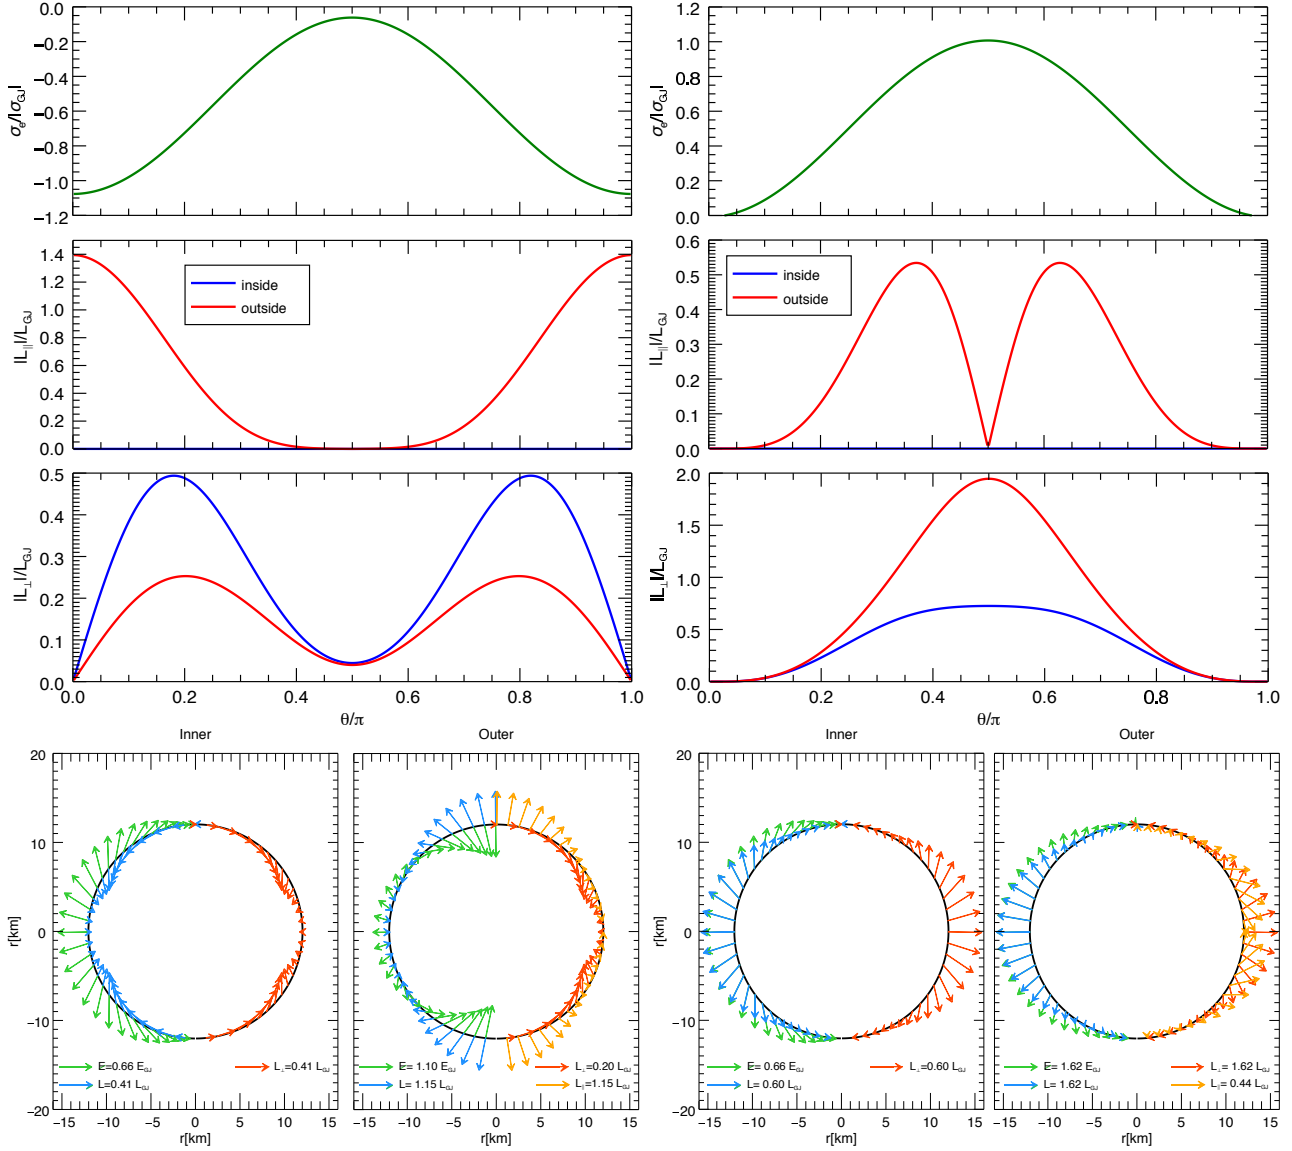 0.0
−0.2
−0.4
−0.6
−0.8
−1.0
−1.2
σe/|σGJ|
1.2
1.0
0.8
0.6
0.4
0.2
0.0
σe/|σGJ|
1.4
1.2
1.0
0.8
0.6
0.4
0.2
0.0
|L||||/LGJ
inside
outside
0.6
0.5
0.4
0.3
0.2
0.1
0.0
|L||||/LGJ
inside
outside
0.5
0.4
0.3
0.2
0.1
0.0
|L⊥|/LGJ
0.0 0.2 0.4 0.6 0.8 1.0
θ/π
2.0
1.5
1.0
0.5
0.0
|L⊥|/LGJ
0.0 0.2 0.4 0.6 0.8 1.0
θ/π
Inner
20
10
0
−10
−20
r[km]
E=0.66 EGJ
L⊥=0.41 LGJ
L=0.41 LGJ
−15 −10 −5 0 5 10 15
r[km]
Outer
E= 1.10 EGJ
L⊥=0.20 LGJ
L= 1.15 LGJ
L||=1.15 LGJ
−15 −10 −5 0 5 10 15
r[km]
Inner
20
10
0
−10
−20
r[km]
E=0.66 EGJ
L⊥=0.60 LGJ
L= 0.60 LGJ
−15 −10 −5 0 5 10 15
r[km]
Outer
E= 1.62 EGJ
L⊥= 1.62 LGJ
L= 1.62 LGJ
L||= 0.44 LGJ
−15 −10 −5 0 5 10 15
r[km]